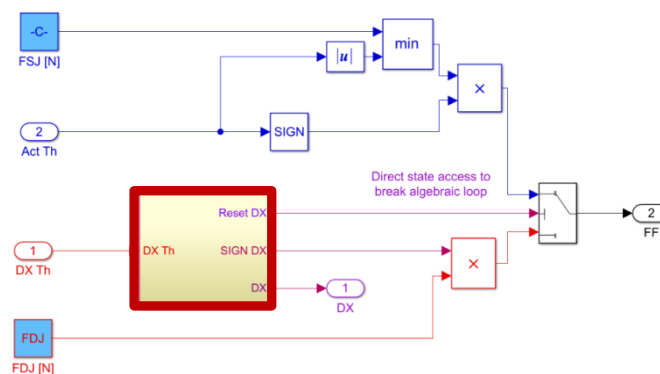 -C-
FSJ [N]
|u|
min
×
2
Act Th
SIGN
Direct state access to
break algebraic loop
Reset DX
1
DX Th
DX Th
SIGN DX
DX
×
1
DX
2
FF
FDJ
FDJ [N]